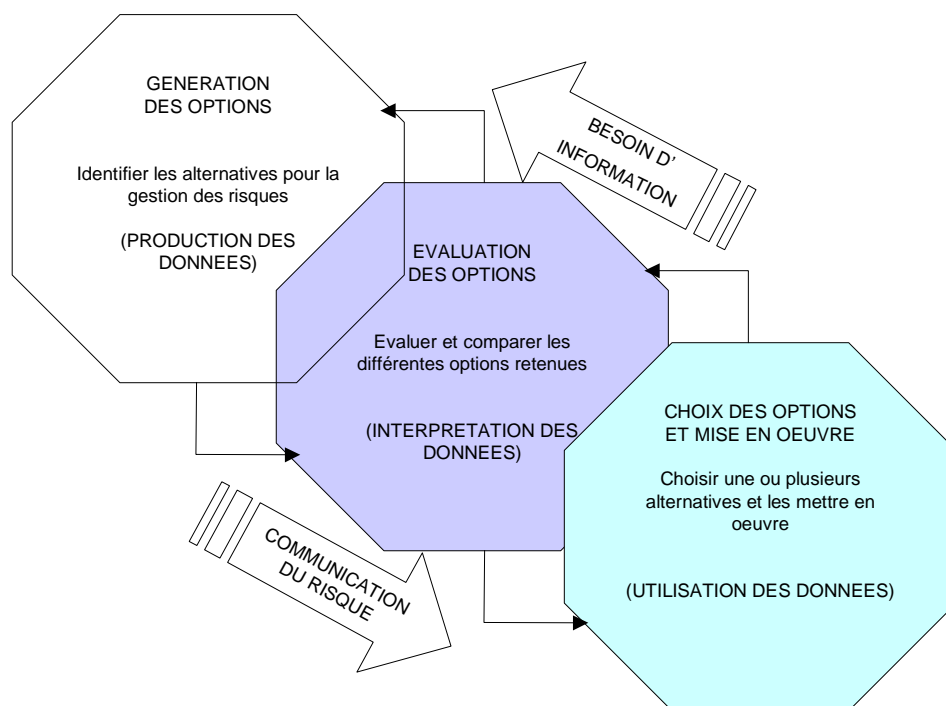 GENERATION
DES OPTIONS
Identifier les alternatives pour la
gestion des risques
(PRODUCTION DES
DONNEES)
BESOIN D'
INFORMATION
EVALUATION
DES OPTIONS
Evaluer et comparer les
différentes options retenues
(INTERPRETATION DES
DONNEES)
CHOIX DES OPTIONS
ET MISE EN OEUVRE
Choisir une ou plusieurs
alternatives et les mettre en
oeuvre
(UTILISATION DES DONNEES)
COMMUNICATION
DU RISQUE